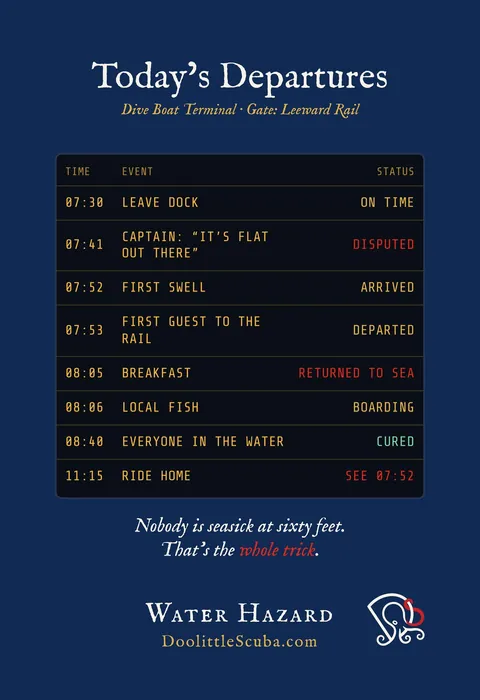 Today's Departures
Dive Boat Terminal · Gate: Leeward Rail
TIME EVENT STATUS
07:30 LEAVE DOCK ON TIME
07:41 CAPTAIN: “IT'S FLAT OUT THERE” DISPUTED
07:52 FIRST SWELL ARRIVED
07:53 FIRST GUEST TO THE RAIL DEPARTED
08:05 BREAKFAST RETURNED TO SEA
08:06 LOCAL FISH BOARDING
08:40 EVERYONE IN THE WATER CURED
11:15 RIDE HOME SEE 07:52
Nobody is seasick at sixty feet.
That's the whole trick.
WATER HAZARD
DoolittleScuba.com